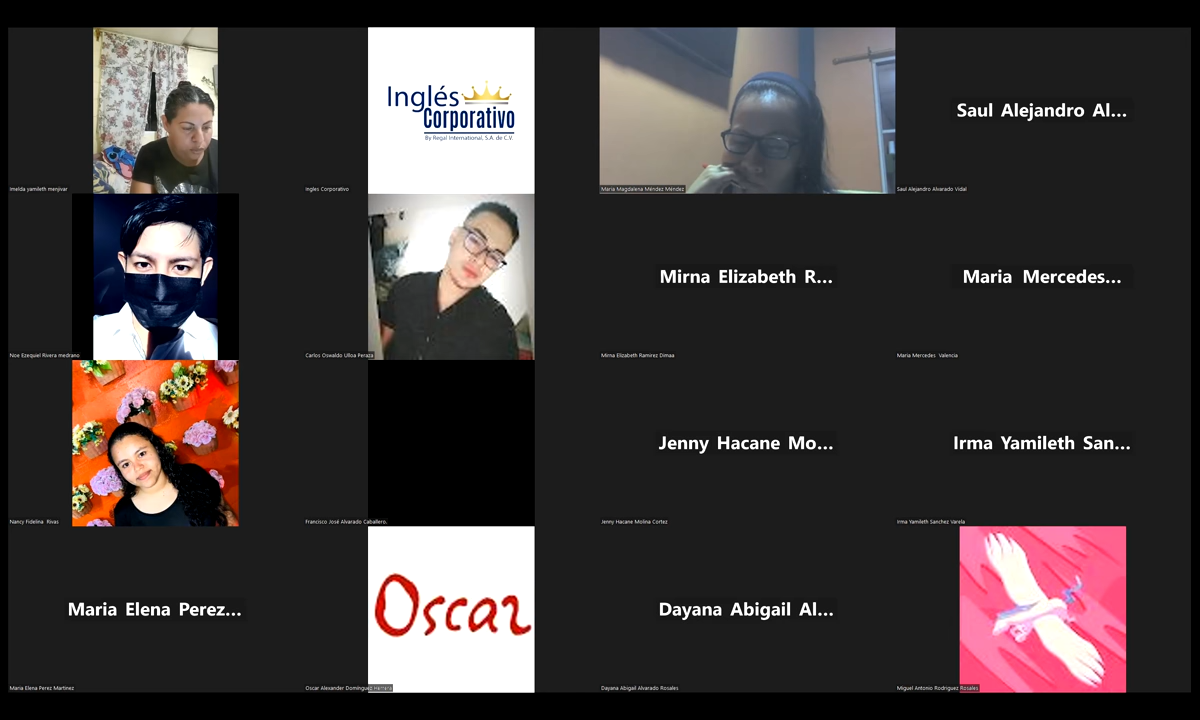 Inglés
Corporativo
By Regal International, S.A. de C.V.
Saul Alejandro Al...
Imelda yamileth menjivar
Ingles Corporativo
Maria Magdalena Méndez Méndez
Saul Alejandro Alvarado Vidal
Mirna Elizabeth R...
Maria Mercedes...
Noe Ezequiel Rivera medrano
Carlos Oswaldo Ulloa Peraza
Mirna Elizabeth Ramirez Dimaa
Maria Mercedes Valencia
Jenny Hacane Mo...
Irma Yamileth San...
Nancy Fidelina Rivas
Francisco José Alvarado Caballero.
Jenny Hacane Molina Cortez
Irma Yamileth Sanchez Varela
Maria Elena Perez...
Oscar
Dayana Abigail Al...
Maria Elena Perez Martinez
Oscar Alexander Domínguez Herrera
Dayana Abigail Alvarado Rosales
Miguel Antonio Rodriguez Rosales